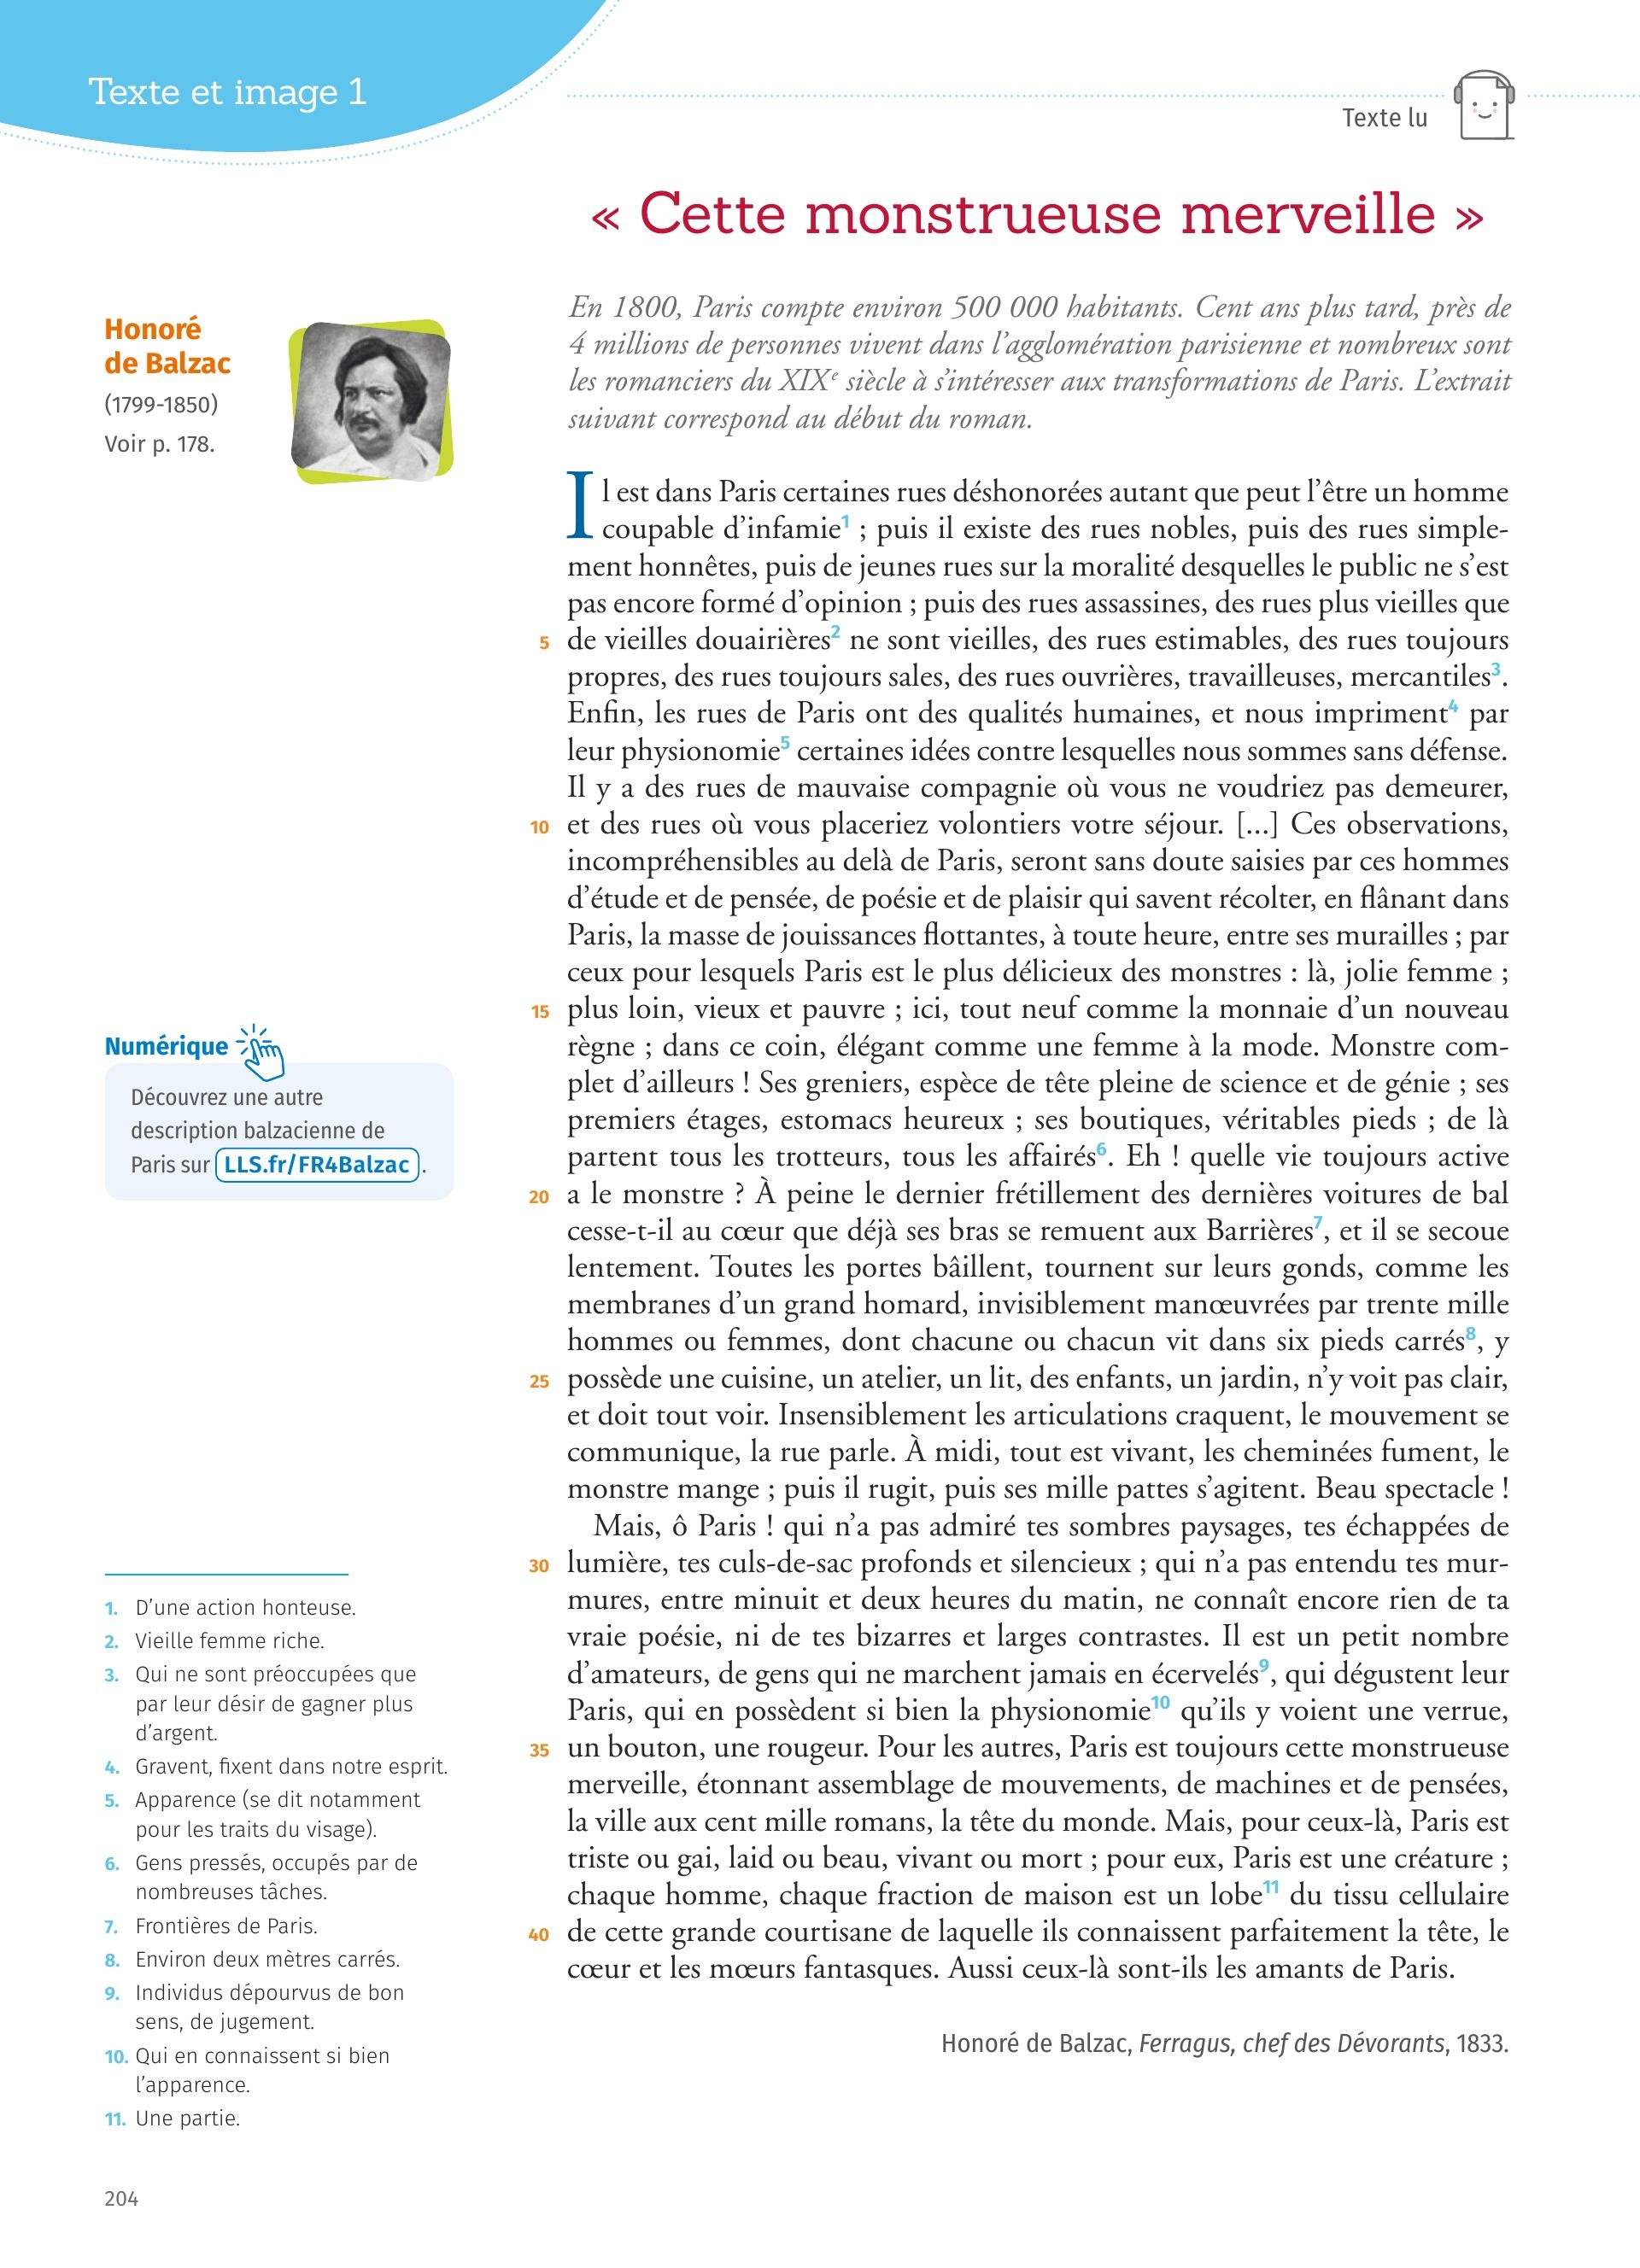 Texte et image 1
Texte lu
« Cette monstrueuse merveille »
Honoré
de Balzac
(1799-1850)
Voir p. 178.
En 1800, Paris compte environ 500 000 habitants. Cent ans plus tard, près de
4 millions de personnes vivent dans l’agglomération parisienne et nombreux sont
les romanciers du XIXe siècle à s’intéresser aux transformations de Paris. L’extrait
suivant correspond au début du roman.
Il est dans Paris certaines rues déshonorées autant que peut l’être un homme
coupable d’infamie1 ; puis il existe des rues nobles, puis des rues simple-
ment honnêtes, puis de jeunes rues sur la moralité desquelles le public ne s’est
pas encore formé d’opinion ; puis des rues assassines, des rues plus vieilles que
5 de vieilles douairières2 ne sont vieilles, des rues estimables, des rues toujours
propres, des rues toujours sales, des rues ouvrières, travailleuses, mercantiles3.
Enfin, les rues de Paris ont des qualités humaines, et nous impriment4 par
leur physionomie5 certaines idées contre lesquelles nous sommes sans défense.
Il y a des rues de mauvaise compagnie où vous ne voudriez pas demeurer,
10 et des rues où vous placeriez volontiers votre séjour. [...] Ces observations,
incompréhensibles au delà de Paris, seront sans doute saisies par ces hommes
d’étude et de pensée, de poésie et de plaisir qui savent récolter, en flânant dans
Paris, la masse de jouissances flottantes, à toute heure, entre ses murailles ; par
ceux pour lesquels Paris est le plus délicieux des monstres : là, jolie femme ;
15 plus loin, vieux et pauvre ; ici, tout neuf comme la monnaie d’un nouveau
règne ; dans ce coin, élégant comme une femme à la mode. Monstre com-
plet d’ailleurs ! Ses greniers, espèce de tête pleine de science et de génie ; ses
premiers étages, estomacs heureux ; ses boutiques, véritables pieds ; de là
partent tous les trotteurs, tous les affairés6. Eh ! quelle vie toujours active
20 a le monstre ? À peine le dernier frétillement des dernières voitures de bal
cesse-t-il au cœur que déjà ses bras se remuent aux Barrières7, et il se secoue
lentement. Toutes les portes bâillent, tournent sur leurs gonds, comme les
membranes d’un grand homard, invisiblement manœuvrées par trente mille
hommes ou femmes, dont chacune ou chacun vit dans six pieds carrés8, y
25 possède une cuisine, un atelier, un lit, des enfants, un jardin, n’y voit pas clair,
et doit tout voir. Insensiblement les articulations craquent, le mouvement se
communique, la rue parle. À midi, tout est vivant, les cheminées fument, le
monstre mange ; puis il rugit, puis ses mille pattes s’agitent. Beau spectacle !
Mais, ô Paris ! qui n’a pas admiré tes sombres paysages, tes échappées de
30 lumière, tes culs-de-sac profonds et silencieux ; qui n’a pas entendu tes mur-
mures, entre minuit et deux heures du matin, ne connaît encore rien de ta
vraie poésie, ni de tes bizarres et larges contrastes. Il est un petit nombre
d’amateurs, de gens qui ne marchent jamais en écervelés9, qui dégustent leur
Paris, qui en possèdent si bien la physionomie10 qu’ils y voient une verrue,
35 un bouton, une rougeur. Pour les autres, Paris est toujours cette monstrueuse
merveille, étonnant assemblage de mouvements, de machines et de pensées,
la ville aux cent mille romans, la tête du monde. Mais, pour ceux-là, Paris est
triste ou gai, laid ou beau, vivant ou mort ; pour eux, Paris est une créature ;
chaque homme, chaque fraction de maison est un lobe11 du tissu cellulaire
40 de cette grande courtisane de laquelle ils connaissent parfaitement la tête, le
cœur et les mœurs fantasques. Aussi ceux-là sont-ils les amants de Paris.
Honoré de Balzac, Ferragus, chef des Dévorants, 1833.
Numérique
Découvrez une autre
description balzacienne de
Paris sur LLS.fr/FR4Balzac .
1. D’une action honteuse.
2. Vieille femme riche.
3. Qui ne sont préoccupées que
par leur désir de gagner plus
d’argent.
4. Gravent, fixent dans notre esprit.
5. Apparence (se dit notamment
pour les traits du visage).
6. Gens pressés, occupés par de
nombreuses tâches.
7. Frontières de Paris.
8. Environ deux mètres carrés.
9. Individus dépourvus de bon
sens, de jugement.
10. Qui en connaissent si bien
l’apparence.
11. Une partie.
204